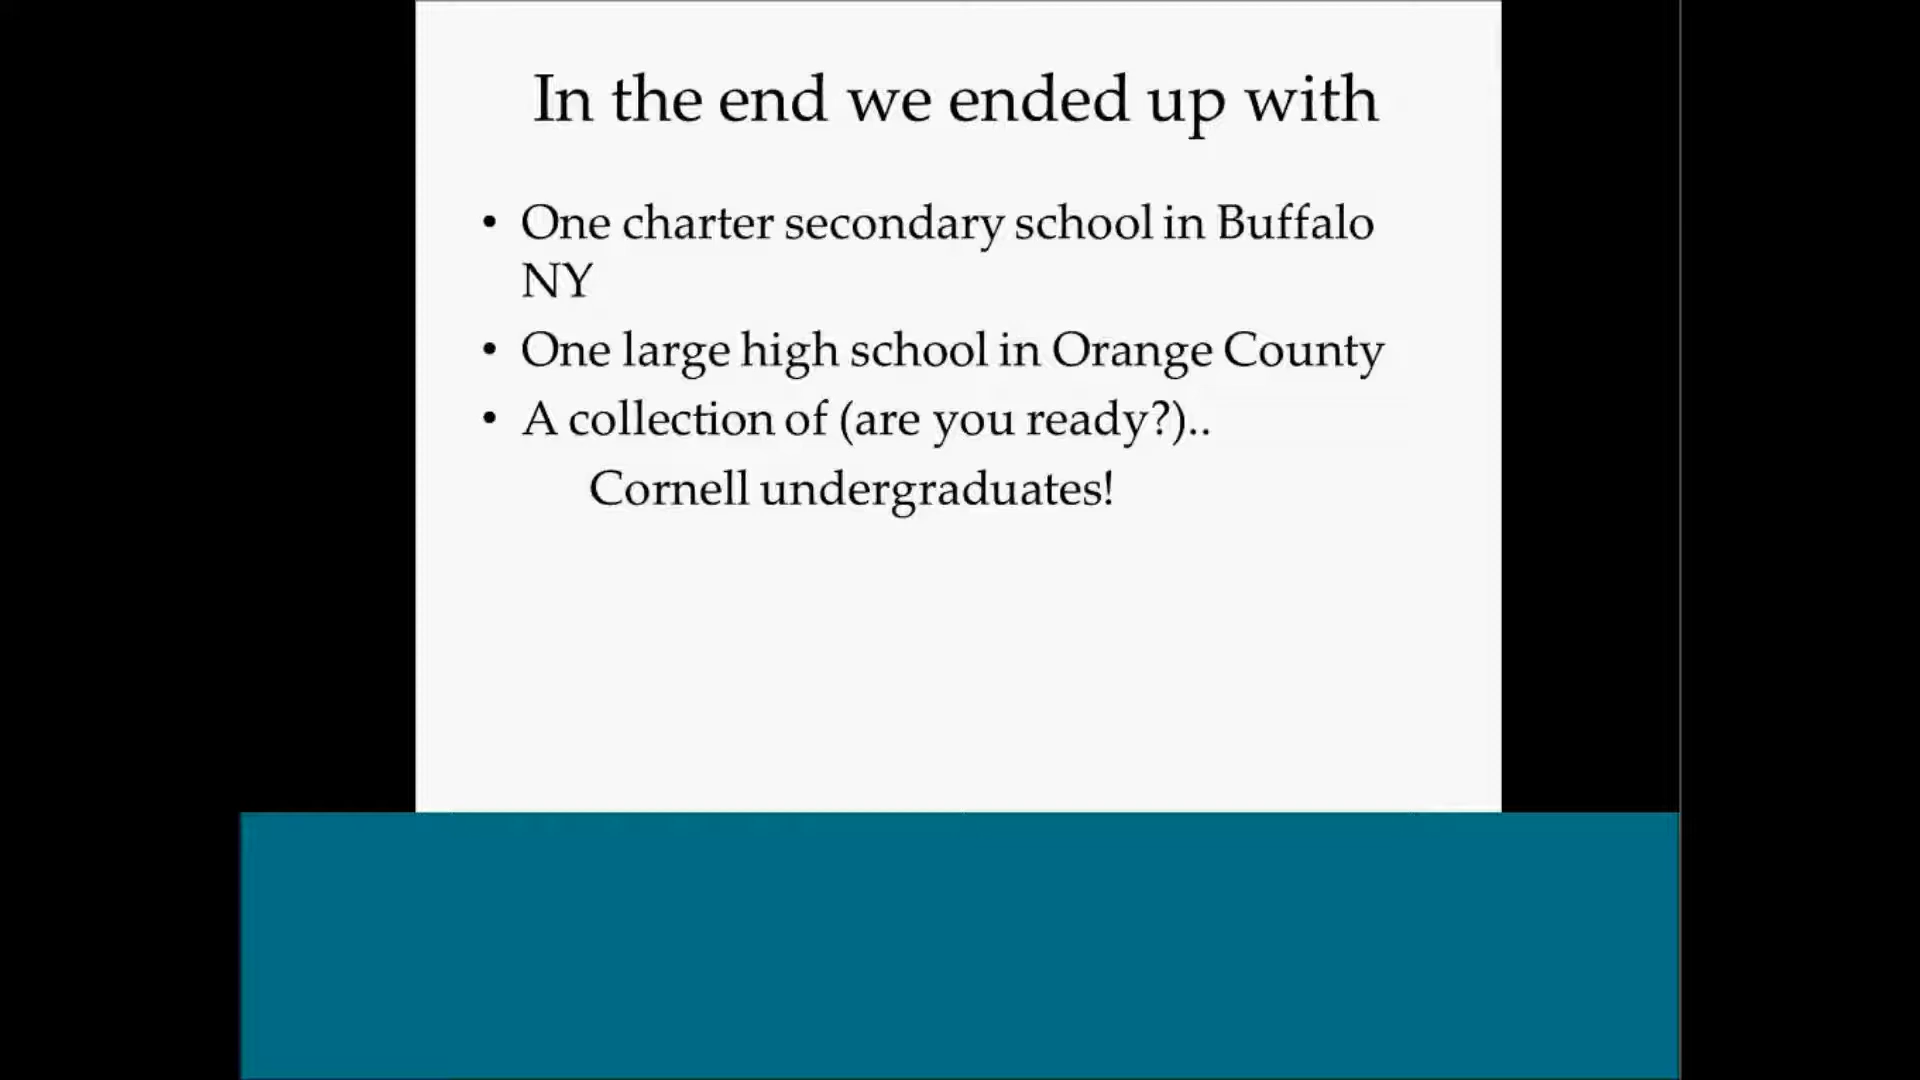 In the end we ended up with
• One charter secondary school in Buffalo
NY
• One large high school in Orange County
• A collection of (are you ready?)..
Cornell undergraduates!